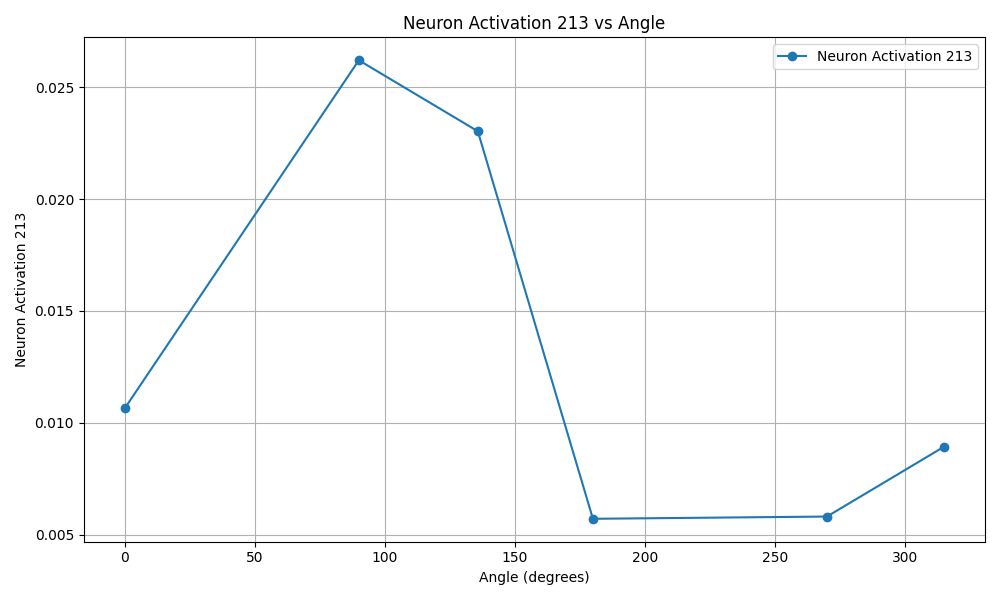 Neuron Activation 213 vs Angle
Neuron Activation 213
0.025
0.020
0.015
0.010
0.005
Neuron Activation 213
0 50 100 150 200 250 300
Angle (degrees)